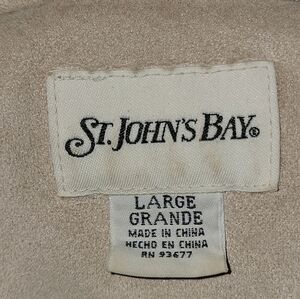 ST. JOHN'S BAY®
LARGE
GRANDE
MADE IN CHINA
HECHO EN CHINA
RN 93677